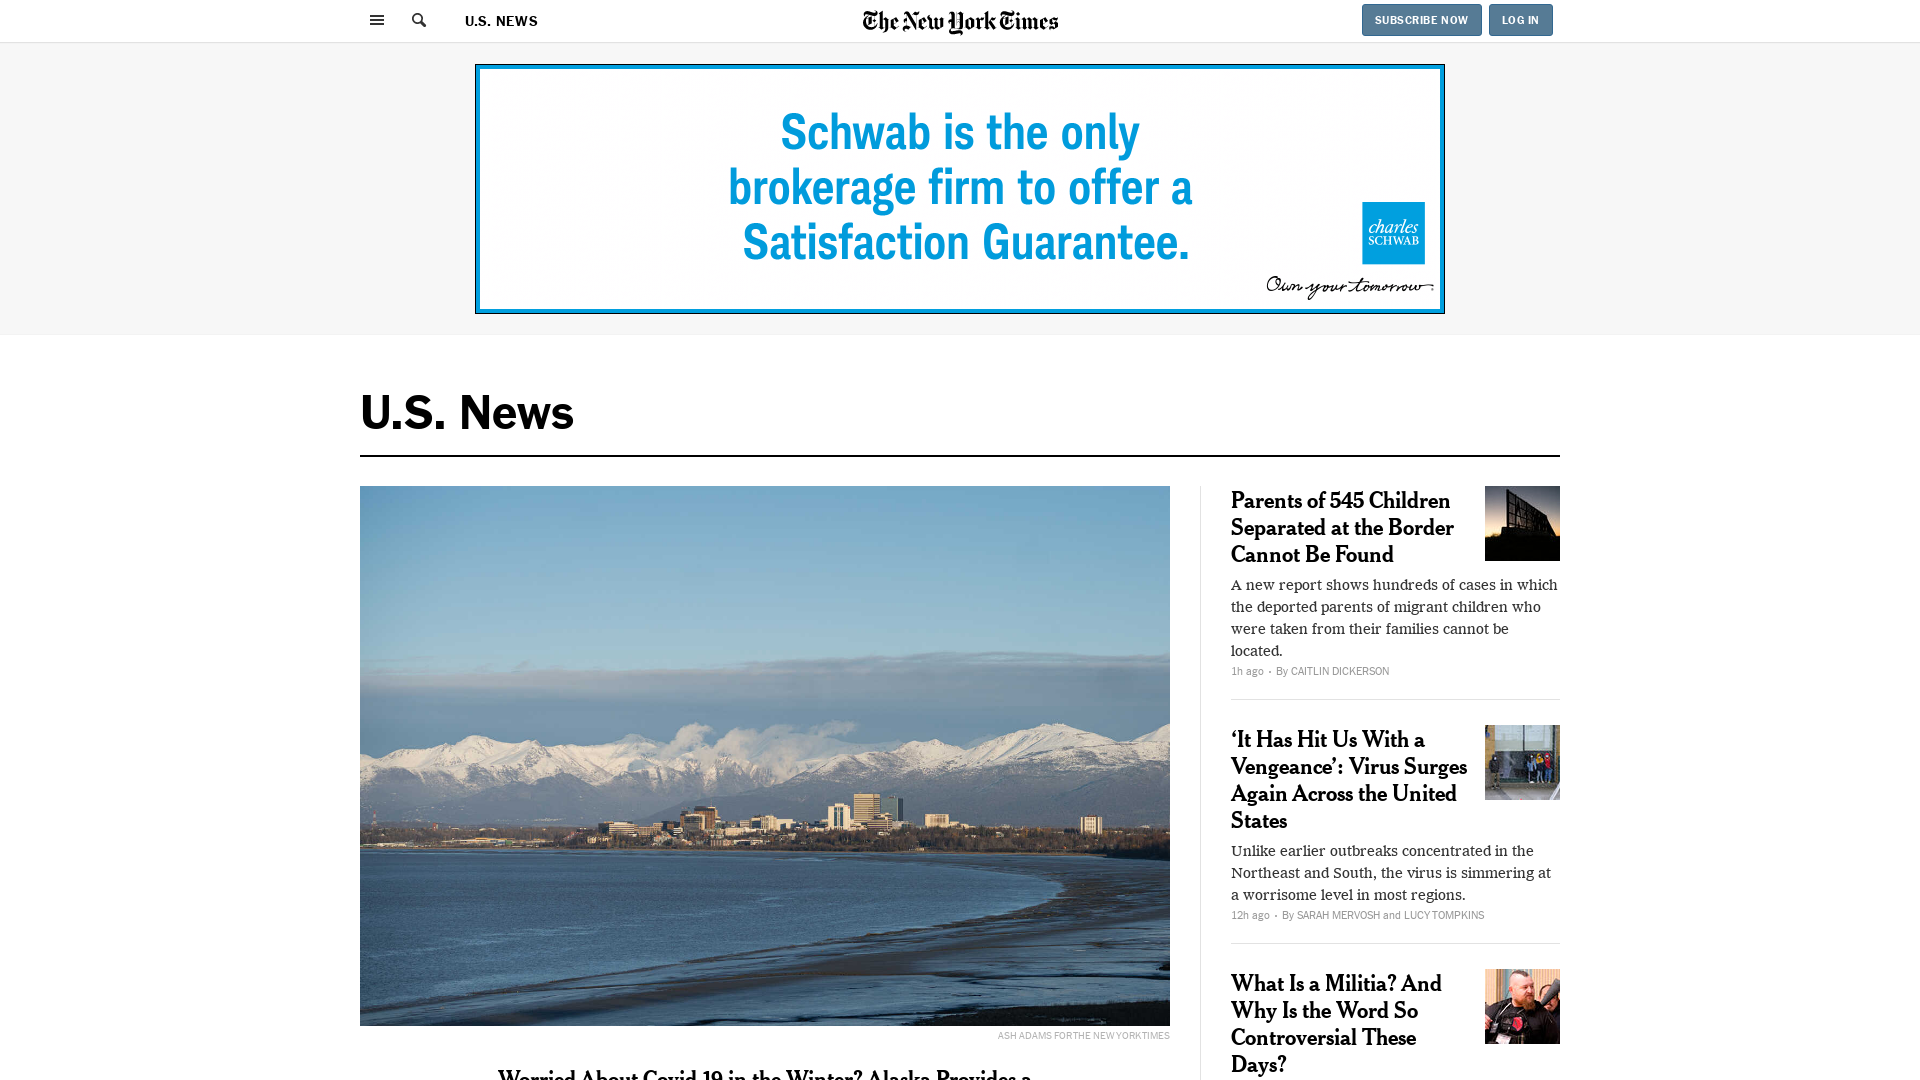 U.S. NEWS
The New York Times
SUBSCRIBE NOW
LOG IN
Schwab is the only
brokerage firm to offer a
Satisfaction Guarantee.
charles
SCHWAB
Own your tomorrow.
U.S. News
ASH ADAMS FOR THE NEW YORK TIMES
Worried About Covid-19 in the Winter? Alaska Provides a
Parents of 545 Children
Separated at the Border
Cannot Be Found
A new report shows hundreds of cases in which
the deported parents of migrant children who
were taken from their families cannot be
located.
1h ago · By CAITLIN DICKERSON
‘It Has Hit Us With a
Vengeance’: Virus Surges
Again Across the United
States
Unlike earlier outbreaks concentrated in the
Northeast and South, the virus is simmering at
a worrisome level in most regions.
12h ago · By SARAH MERVOSH and LUCY TOMPKINS
What Is a Militia? And
Why Is the Word So
Controversial These
Days?